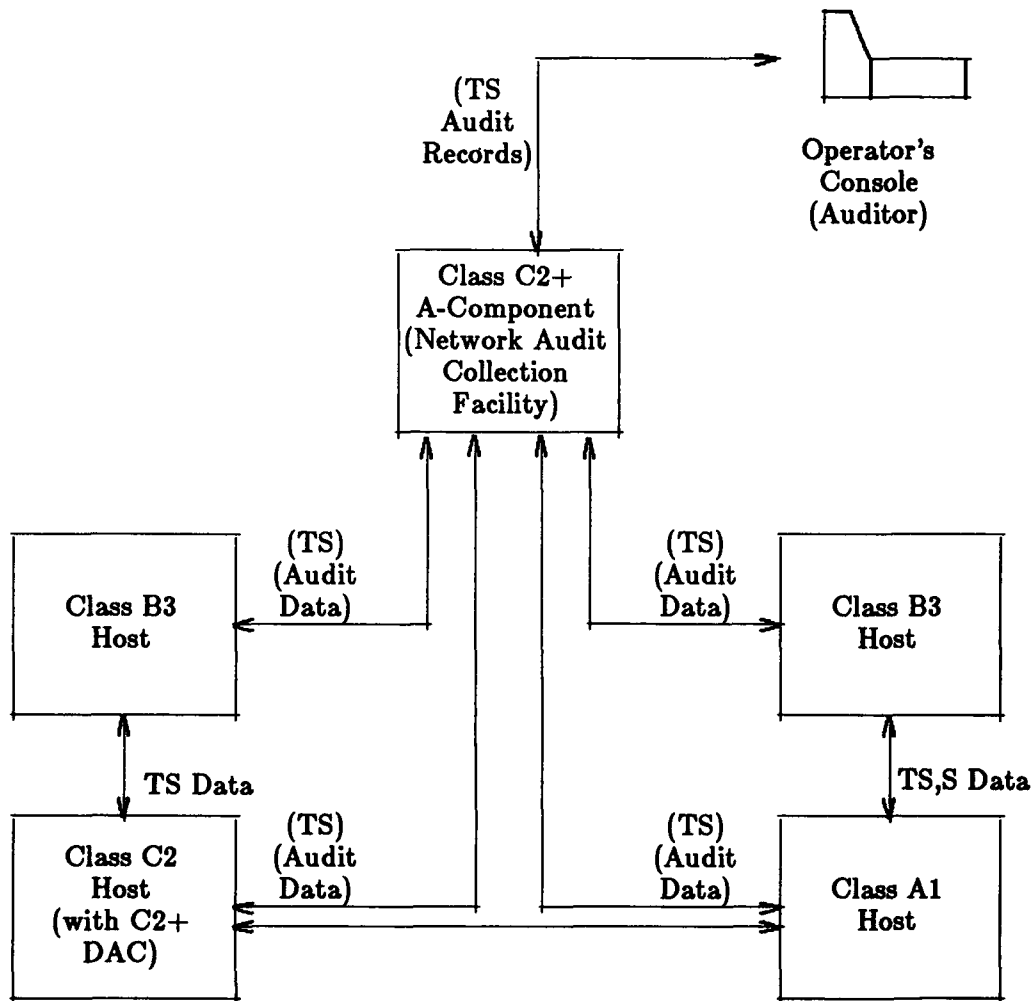 (TS
Audit
Records)
Operator's
Console
(Auditor)
Class C2+
A-Component
(Network Audit
Collection
Facility)
(TS)
(Audit
Data)
(TS)
(Audit
Data)
Class B3
Host
Class B3
Host
TS Data
TS,S Data
(TS)
(Audit
Data)
(TS)
(Audit
Data)
Class C2
Host
(with C2+
DAC)
Class A1
Host